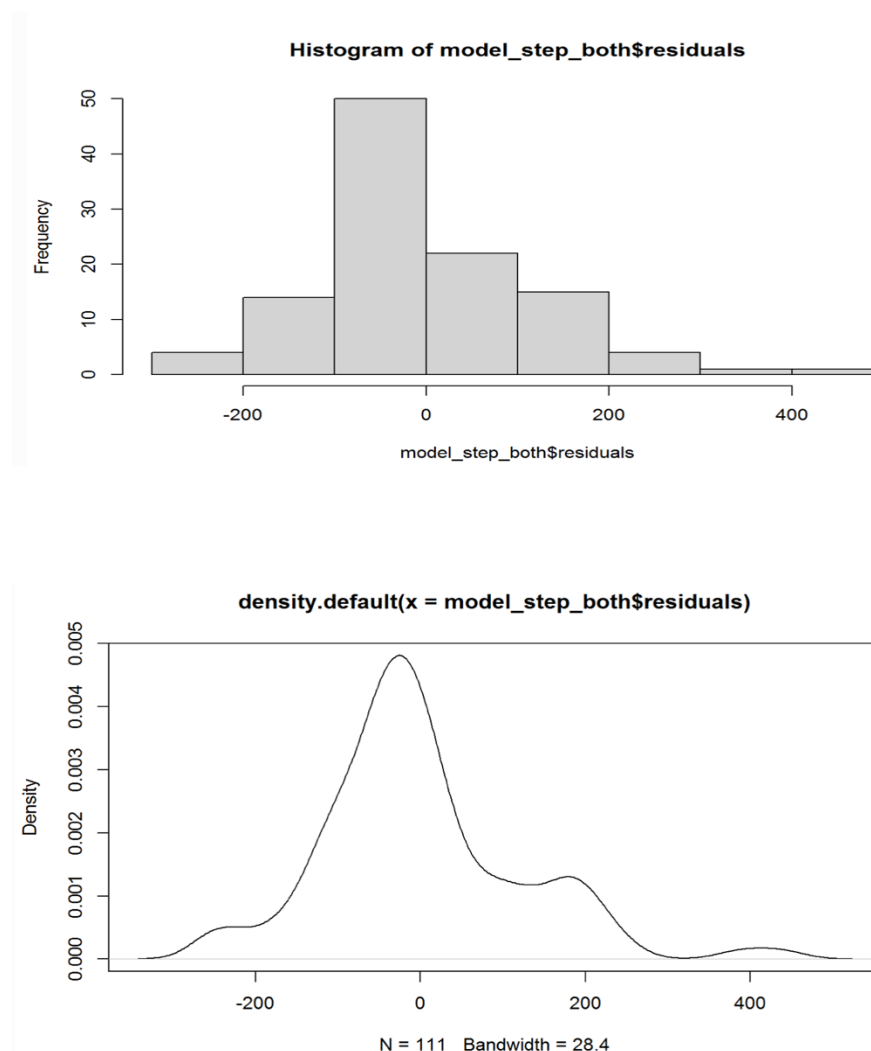 Histogram of model_step_both$residuals
50
40
30
20
10
0
Frequency
-200 0 200 400
model_step_both$residuals
density.default(x = model_step_both$residuals)
0.005
0.004
0.003
0.002
0.001
0.000
Density
-200 0 200 400
N = 111 Bandwidth = 28.4